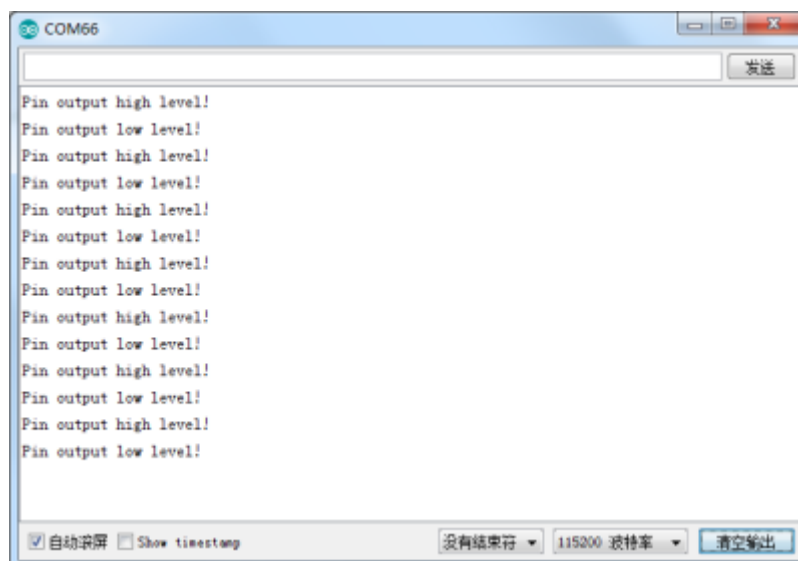 COM66
发送
Pin output high level!
Pin output low level!
Pin output high level!
Pin output low level!
Pin output high level!
Pin output low level!
Pin output high level!
Pin output low level!
Pin output high level!
Pin output low level!
Pin output high level!
Pin output low level!
Pin output high level!
Pin output low level!
自动滚屏 Show timestamp 没有结束符 115200 波特率 清空输出